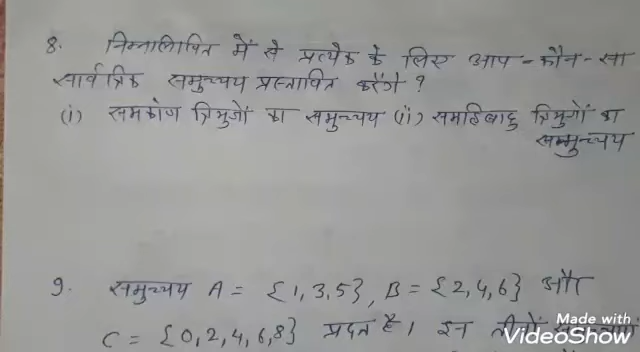 8. निम्नलिखित में से प्रत्येक के लिए आप - कौन - सा
सार्वत्रिक समुच्चय प्रस्तावित करेंगे ?
(i) समकोण त्रिभुजों का समुच्चय (ii) समद्विबाहु त्रिभुजों का
सम्मुच्चय
9. समुच्चय A = {1, 3, 5}, B = {2, 4, 6} और
C = {0, 2, 4, 6, 8} प्रदत्त है। इन तीनों
Made with
VideoShow